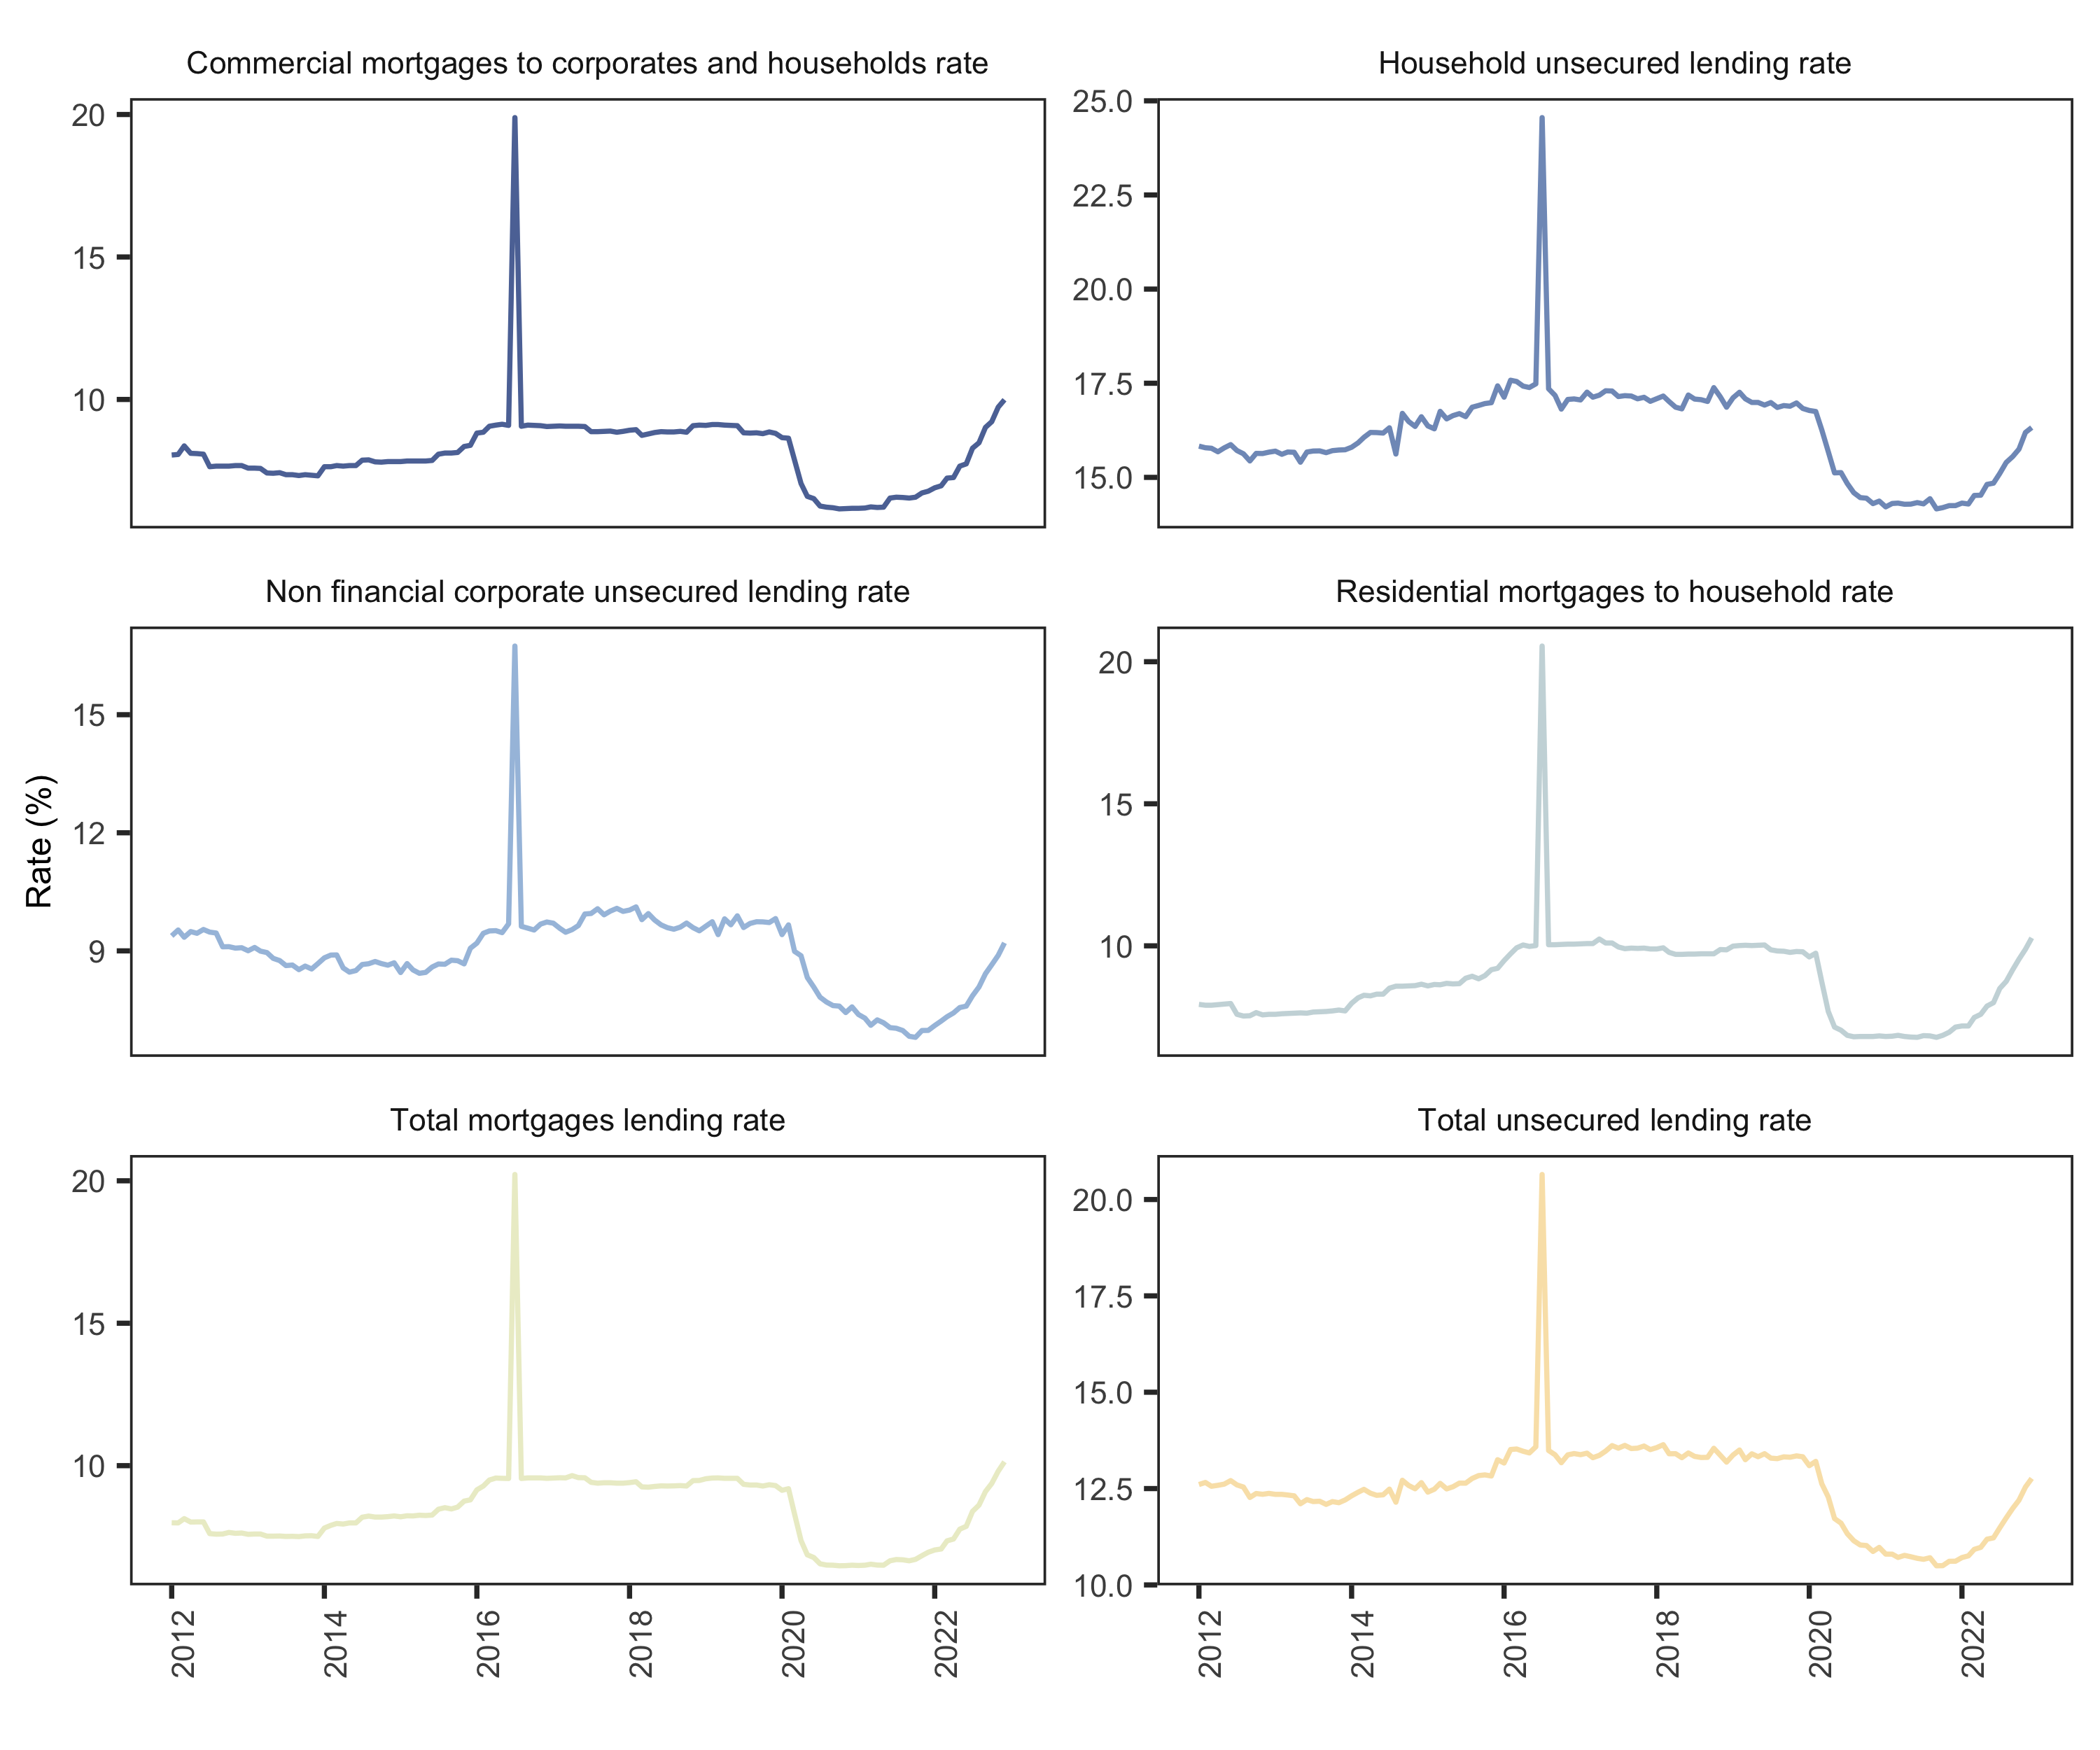 Commercial mortgages to corporates and households rate
20
15
10
Household unsecured lending rate
25.0
22.5
20.0
17.5
15.0
Non financial corporate unsecured lending rate
15
12
9
Residential mortgages to household rate
20
15
10
Rate (%)
Total mortgages lending rate
20
15
10
2012 2014 2016 2018 2020 2022
Total unsecured lending rate
20.0
17.5
15.0
12.5
10.0
2012 2014 2016 2018 2020 2022